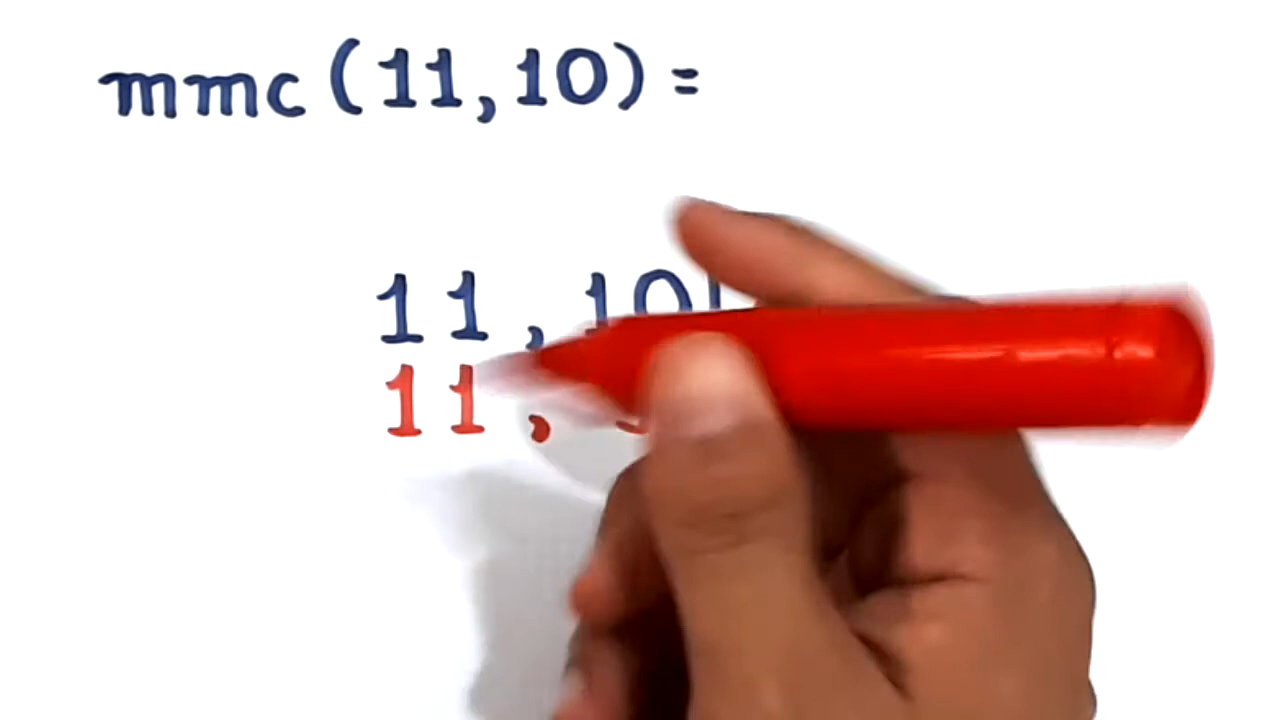 mmc (11,10) =
11, 10
11,